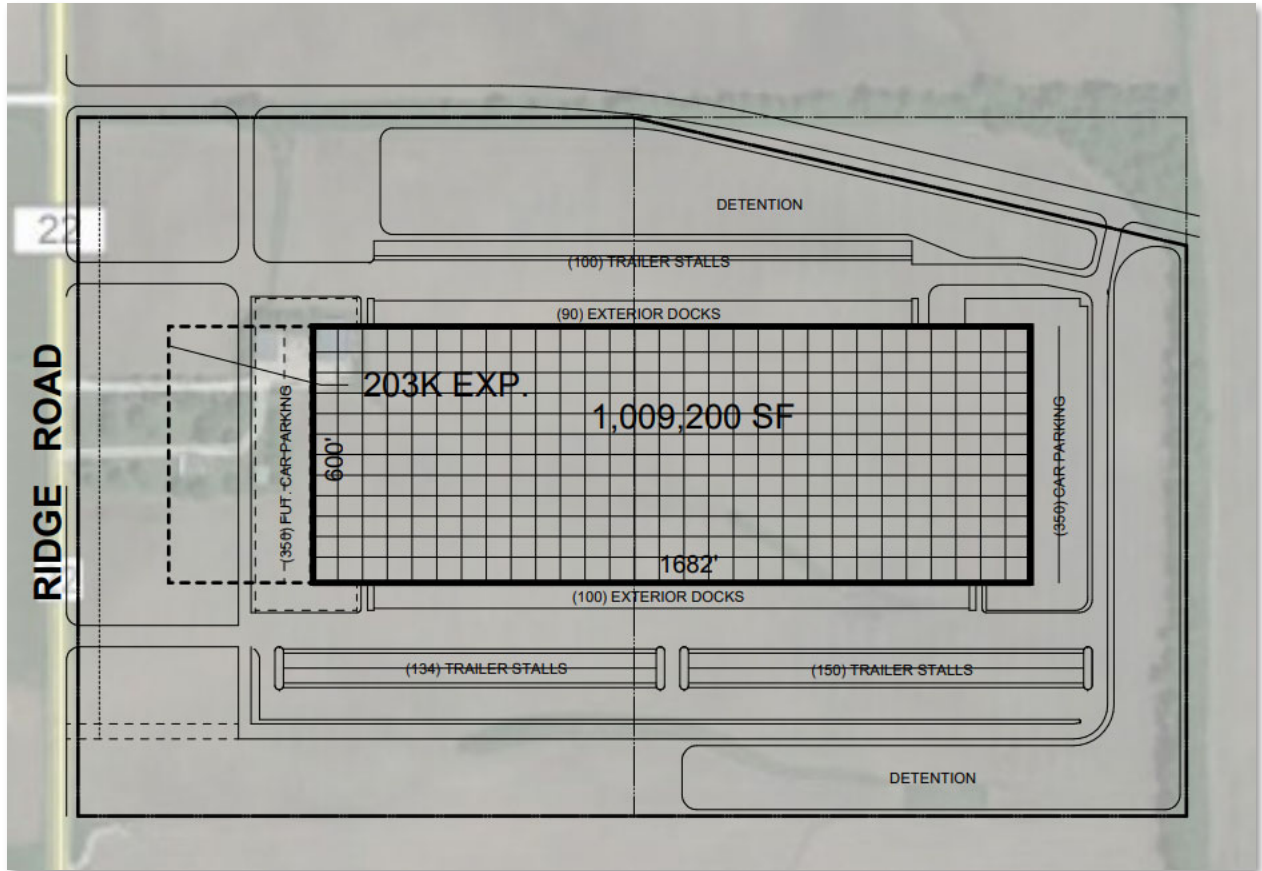 DETENTION
22
(100) TRAILER STALLS
(90) EXTERIOR DOCKS
203K EXP.
1,009,200 SF
RIDGE ROAD
(350) FUT. CAR PARKING
600'
(350) CAR PARKING
1682'
(100) EXTERIOR DOCKS
(134) TRAILER STALLS
(150) TRAILER STALLS
DETENTION